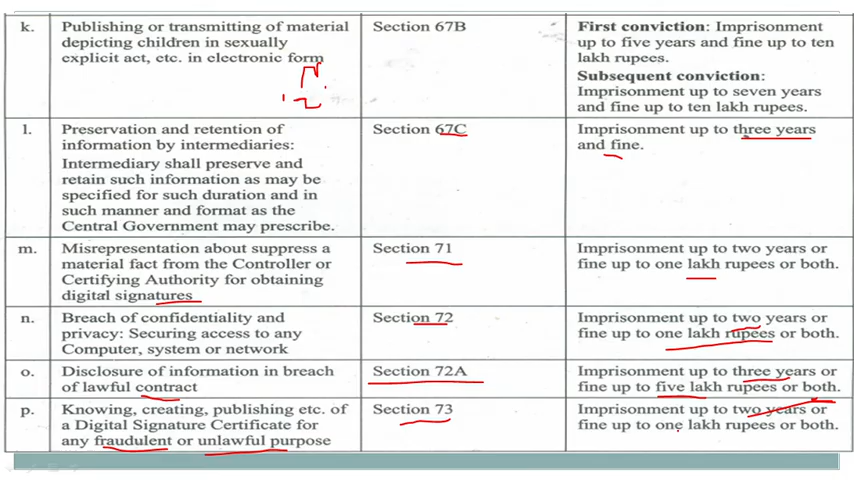 k. Publishing or transmitting of material Section 67B First conviction: Imprisonment
depicting children in sexually up to five years and fine up to ten
explicit act, etc. in electronic form lakh rupees.
Subsequent conviction:
Imprisonment up to seven years
and fine up to ten lakh rupees.
l. Preservation and retention of Section 67C Imprisonment up to three years
information by intermediaries: and fine.
Intermediary shall preserve and
retain such information as may be
specified for such duration and in
such manner and format as the
Central Government may prescribe.
m. Misrepresentation about suppress a Section 71 Imprisonment up to two years or
material fact from the Controller or fine up to one lakh rupees or both.
Certifying Authority for obtaining
digital signatures
n. Breach of confidentiality and Section 72 Imprisonment up to two years or
privacy: Securing access to any fine up to one lakh rupees or both.
Computer, system or network
o. Disclosure of information in breach Section 72A Imprisonment up to three years or
of lawful contract fine up to five lakh rupees or both.
p. Knowing, creating, publishing etc. of Section 73 Imprisonment up to two years or
a Digital Signature Certificate for fine up to one lakh rupees or both.
any fraudulent or unlawful purpose